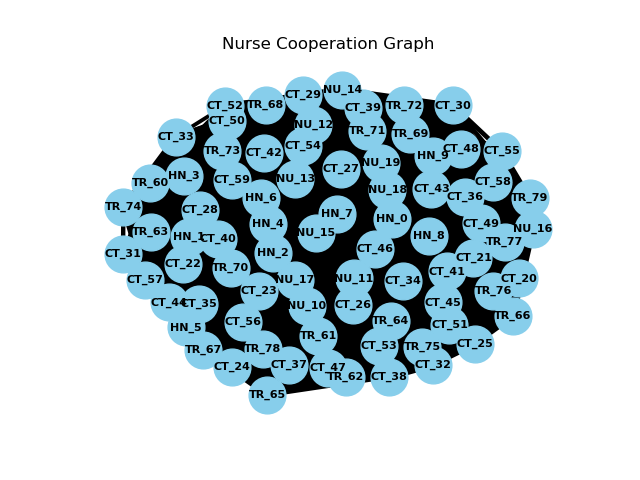 Nurse Cooperation Graph
NU_14
CT_29
CT_52
TR_68
CT_39
TR_72
CT_30
CT_50
NU_12
TR_71
TR_69
CT_33
CT_54
CT_48
CT_55
TR_73
CT_42
HN_9
NU_19
CT_27
HN_3
TR_60
CT_59
NU_13
NU_18
CT_43
CT_58
CT_36
TR_79
HN_6
TR_74
CT_28
HN_7
HN_0
CT_49
HN_4
NU_16
TR_63
HN_1
CT_40
NU_15
HN_8
TR_77
CT_31
HN_2
CT_46
CT_21
CT_22
TR_70
CT_41
CT_57
NU_17
NU_11
CT_34
CT_20
CT_23
TR_76
CT_44
CT_35
NU_10
CT_26
CT_45
TR_66
HN_5
CT_56
TR_64
CT_51
TR_61
TR_67
TR_78
CT_53
TR_75
CT_25
CT_24
CT_37
CT_47
CT_32
TR_62
CT_38
TR_65